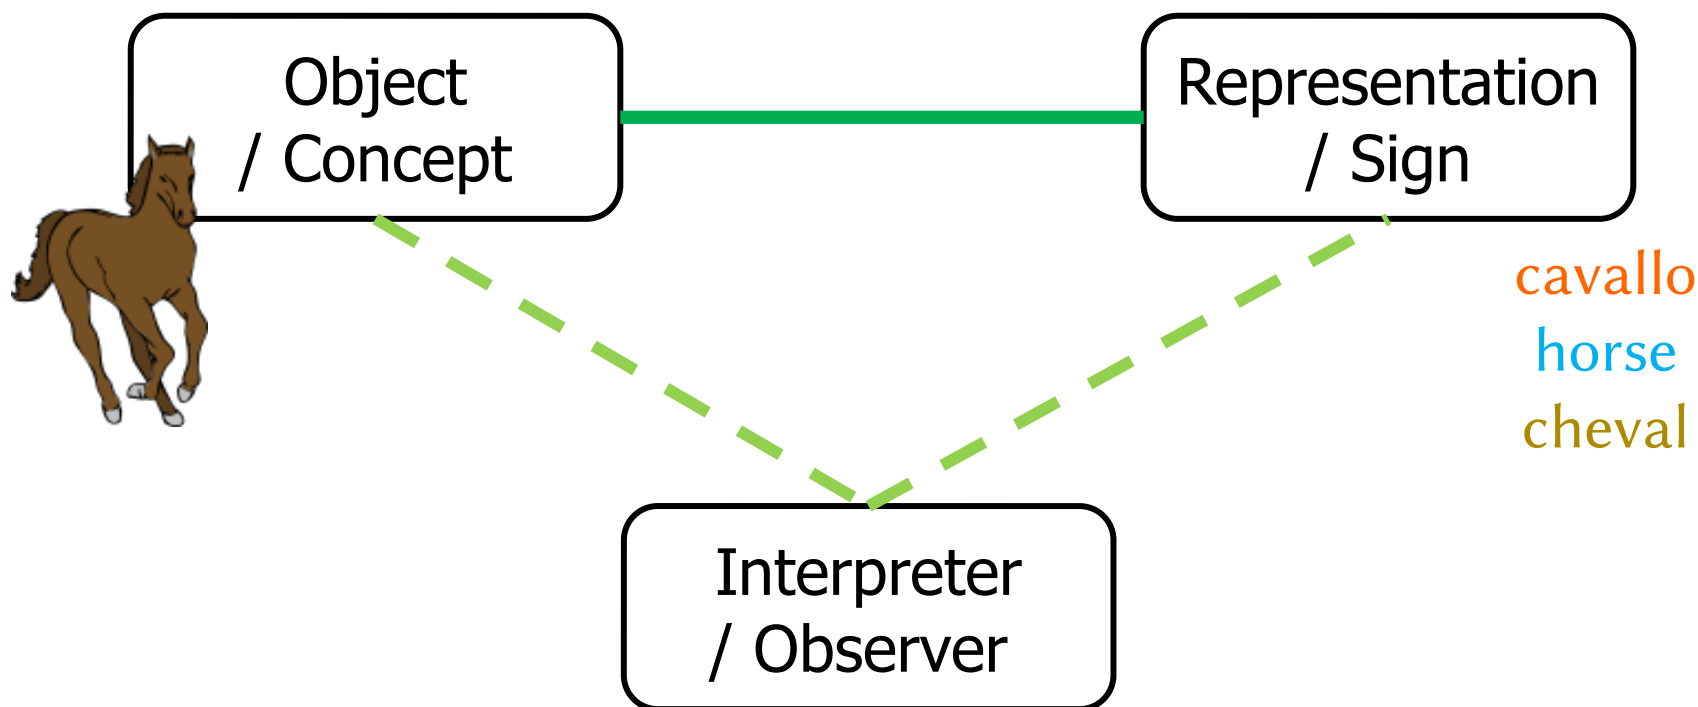 Object
/ Concept
Representation
/ Sign
cavallo
horse
cheval
Interpreter
/ Observer